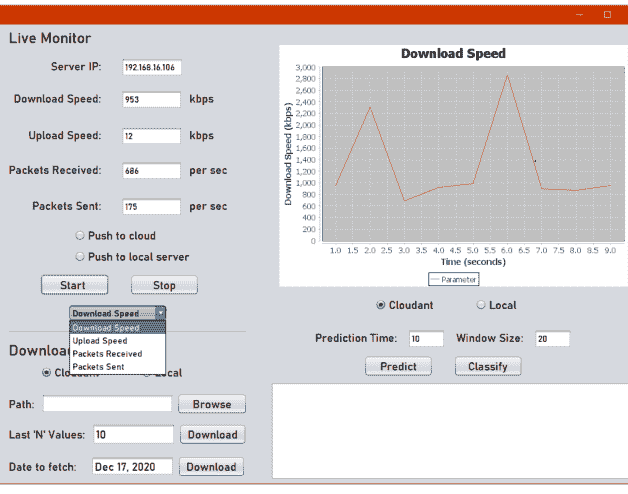 Live Monitor
Server IP: 192.168.16.106
Download Speed: 953 kbps
Upload Speed: 12 kbps
Packets Received: 686 per sec
Packets Sent: 175 per sec
Push to cloud
Push to local server
Start Stop
Download Speed
Download Speed
Upload Speed
Packets Received
Packets Sent
Path: Browse
Last 'N' Values: 10 Download
Date to fetch: Dec 17, 2020 Download
Download Speed
Download Speed (kbps)
3,000
2,800
2,600
2,400
2,200
2,000
1,800
1,600
1,400
1,200
1,000
800
600
400
200
0
1.0 1.5 2.0 2.5 3.0 3.5 4.0 4.5 5.0 5.5 6.0 6.5 7.0 7.5 8.0 8.5 9.0
Time (seconds)
Parameter
Cloudant Local
Prediction Time: 10 Window Size: 20
Predict Classify